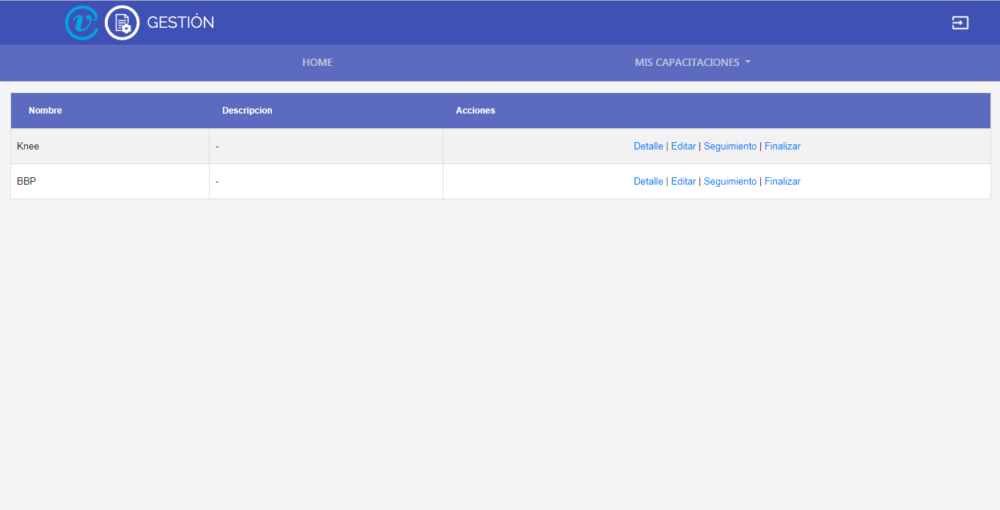 v GESTIÓN
HOME MIS CAPACITACIONES
Nombre Descripcion Acciones
Knee - Detalle | Editar | Seguimiento | Finalizar
BBP - Detalle | Editar | Seguimiento | Finalizar